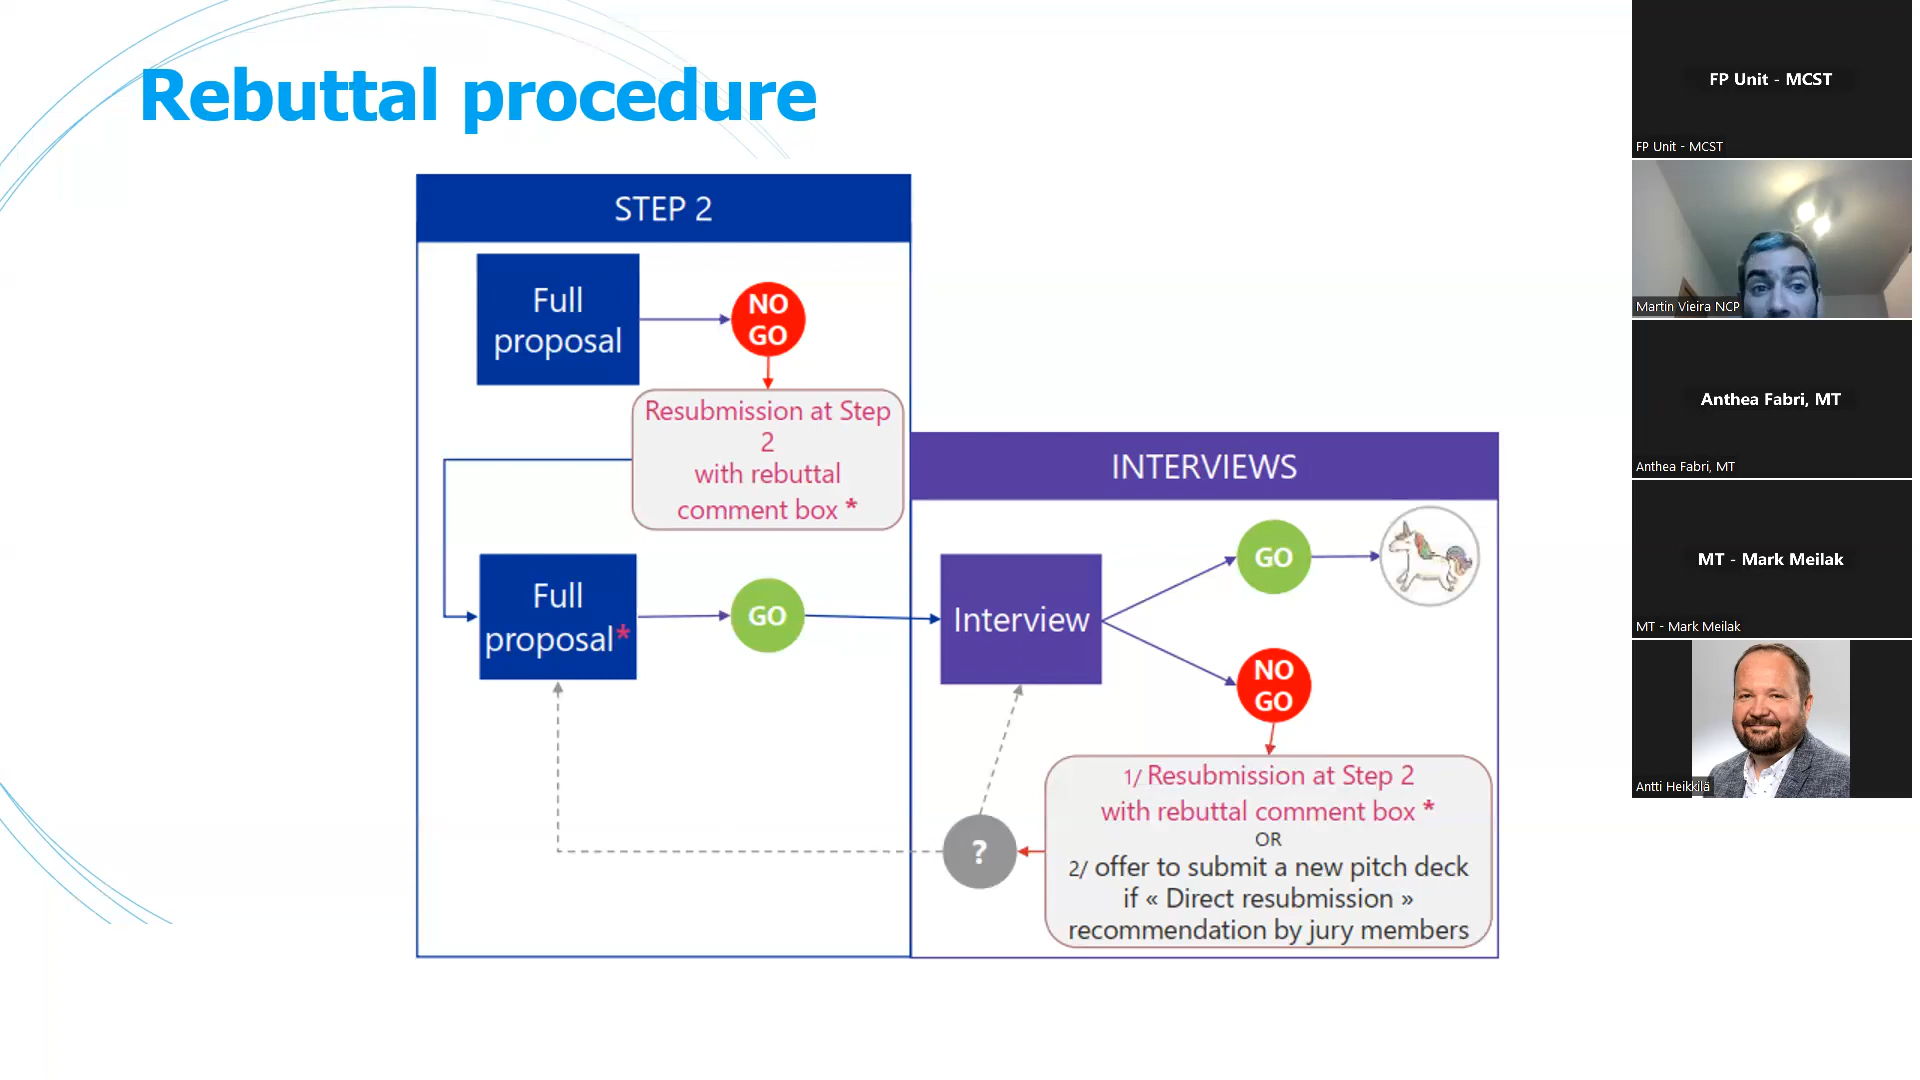 Rebuttal procedure
STEP 2
Full
proposal
NO
GO
Resubmission at Step
2
with rebuttal
comment box *
Full
proposal*
GO
INTERVIEWS
Interview
GO
NO
GO
1/ Resubmission at Step 2
with rebuttal comment box *
OR
2/ offer to submit a new pitch deck
if « Direct resubmission »
recommendation by jury members
?
FP Unit - MCST
FP Unit - MCST
Martin Vieira NCP
Anthea Fabri, MT
Anthea Fabri, MT
MT - Mark Meilak
MT - Mark Meilak
Antti Heikkilä